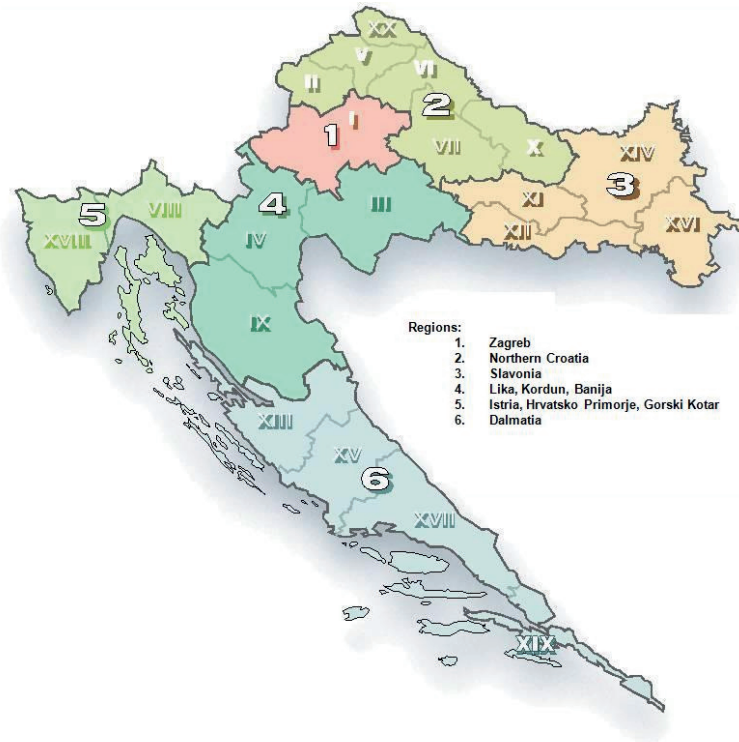 XX
V
VI
II
I
2
1
VII
X
XIV
3
XI
XVI
XII
4
III
5
VIII
XVIII
IV
IX
Regions:
1. Zagreb
2. Northern Croatia
3. Slavonia
4. Lika, Kordun, Banija
5. Istria, Hrvatsko Primorje, Gorski Kotar
6. Dalmatia
XIII
XV
6
XVII
XIX